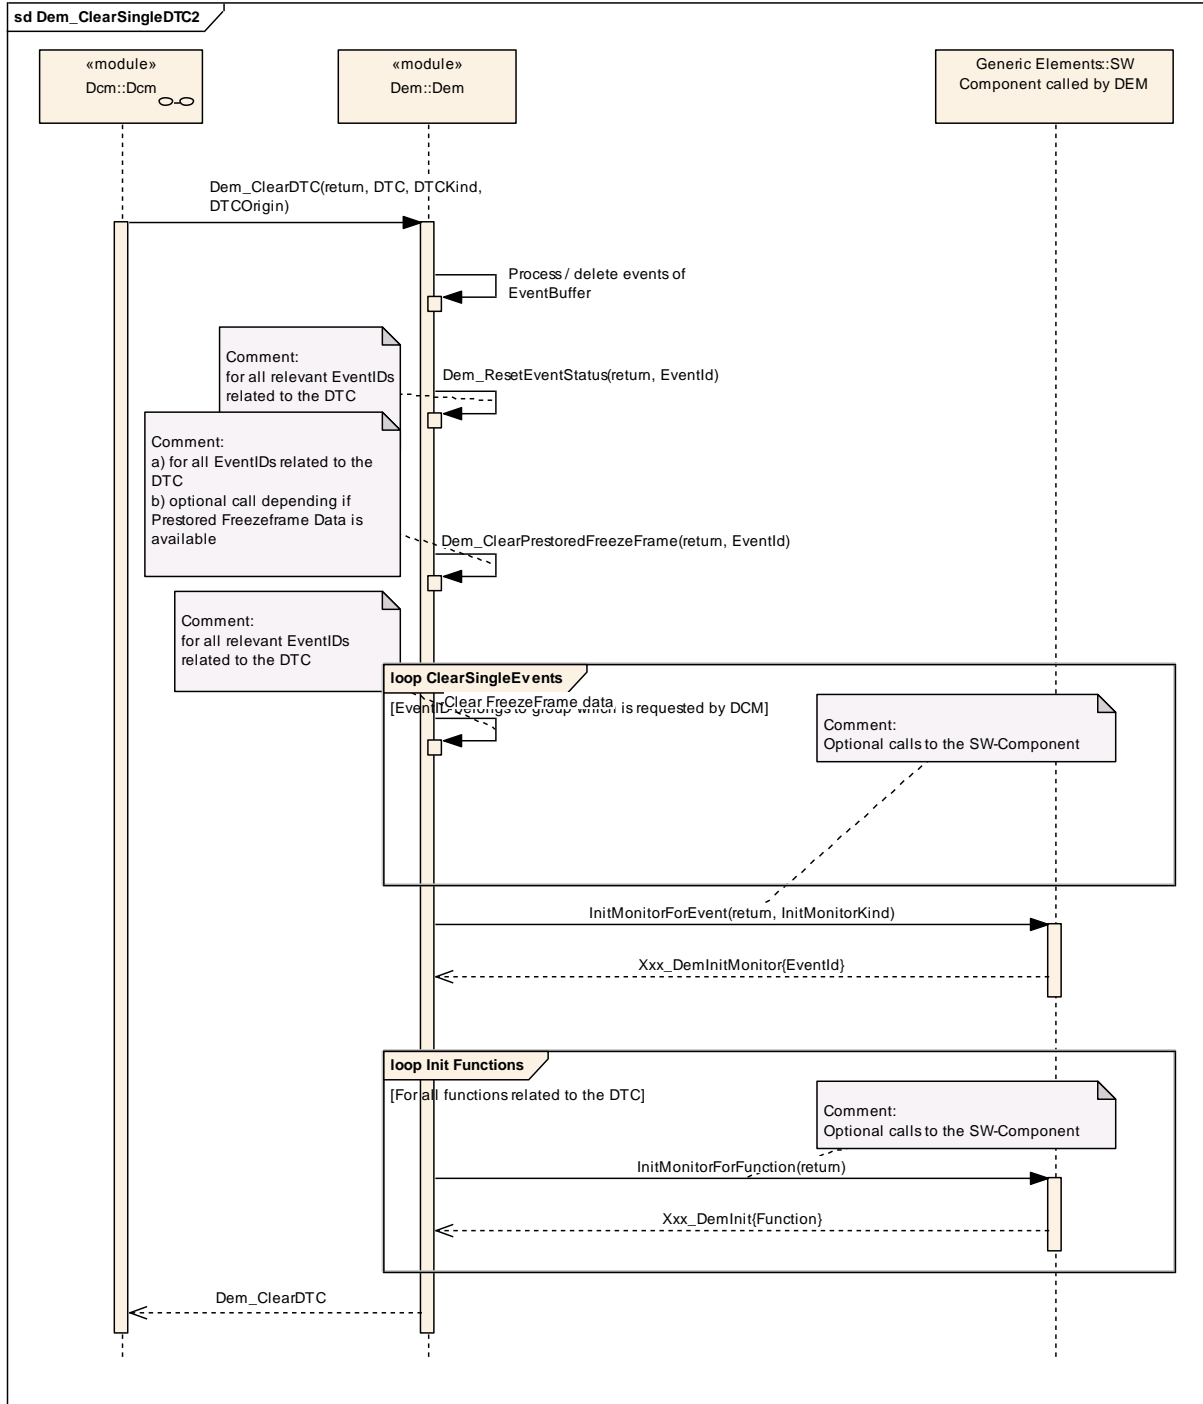 sd Dem_ClearSingleDTC2
«module»
Dcm::Dcm
«module»
Dem::Dem
Generic Elements::SW
Component called by DEM
Dem_ClearDTC(return, DTC, DTCKind,
DTCOrigin)
Process / delete events of
EventBuffer
Comment:
for all relevant EventIDs
related to the DTC
Dem_ResetEventStatus(return, EventId)
Comment:
a) for all EventIDs related to the
DTC
b) optional call depending if
Prestored Freezeframe Data is
available
Dem_ClearPrestoredFreezeFrame(return, EventId)
Comment:
for all relevant EventIDs
related to the DTC
loop ClearSingleEvents
Clear FreezeFrame data
[EventID belongs to group which is requested by DCM]
Comment:
Optional calls to the SW-Component
InitMonitorForEvent(return, InitMonitorKind)
Xxx_DemInitMonitor{EventId}
loop Init Functions
[For all functions related to the DTC]
Comment:
Optional calls to the SW-Component
InitMonitorForFunction(return)
Xxx_DemInit{Function}
Dem_ClearDTC